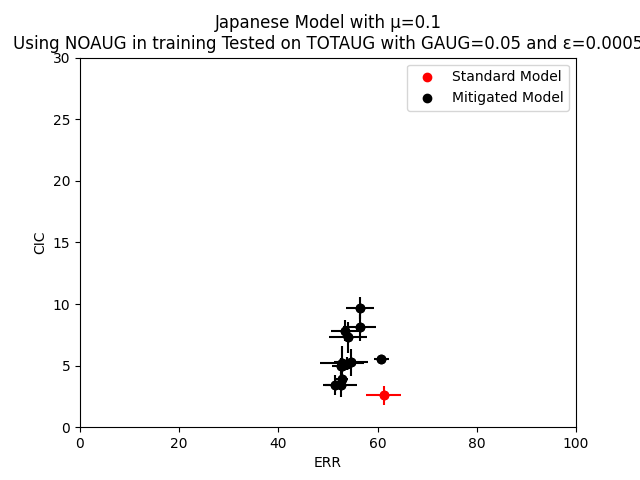 Japanese Model with μ=0.1
Using NOAUG in training Tested on TOTAUG with GAUG=0.05 and ε=0.0005
30
25
20
15
10
5
0
CIC
Standard Model
Mitigated Model
0 20 40 60 80 100
ERR